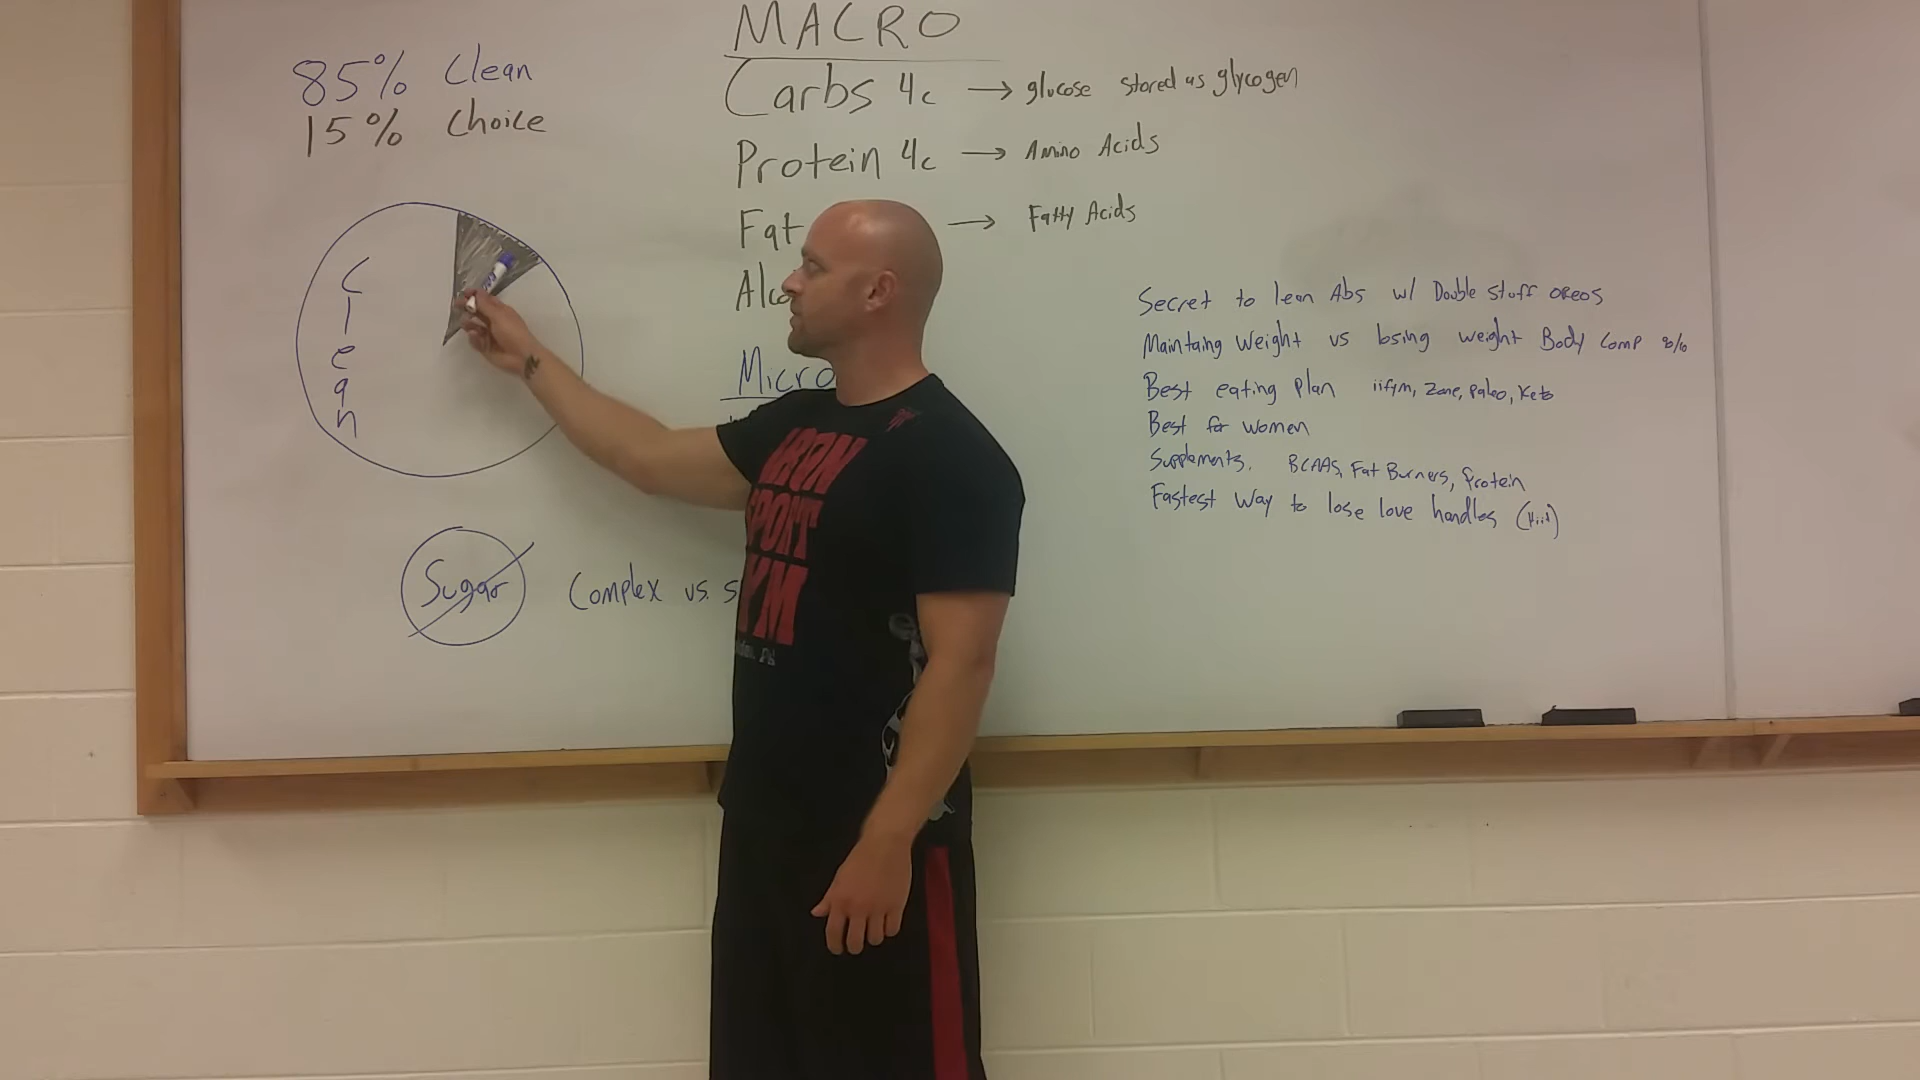 85% Clean
15% Choice
Clean
Sugar
Complex vs. s
MACRO
Carbs 4c → glucose stored as glycogen
Protein 4c → Amino Acids
Fat → Fatty Acids
Alco
Micro
Secret to lean Abs w/ Double stuff oreos
Maintaing Weight vs losing weight Body Comp %
Best eating plan iifym, Zone, Paleo, Keto
Best for women
Supplements. BCAAS, Fat Burners, Protein
Fastest Way to lose love handles (Hiit)
IRON
SPORT
GYM